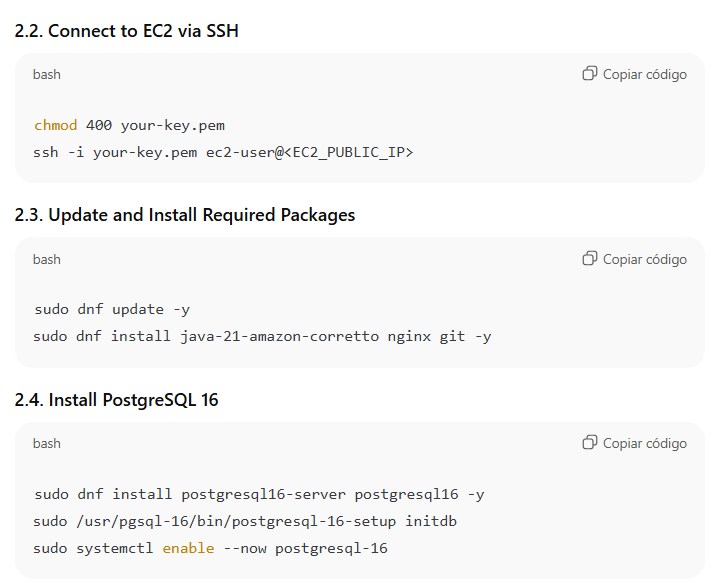 2.2. Connect to EC2 via SSH
bash
Copiar código
chmod 400 your-key.pem
ssh -i your-key.pem ec2-user@<EC2_PUBLIC_IP>
2.3. Update and Install Required Packages
bash
Copiar código
sudo dnf update -y
sudo dnf install java-21-amazon-corretto nginx git -y
2.4. Install PostgreSQL 16
bash
Copiar código
sudo dnf install postgresql16-server postgresql16 -y
sudo /usr/pgsql-16/bin/postgresql-16-setup initdb
sudo systemctl enable --now postgresql-16